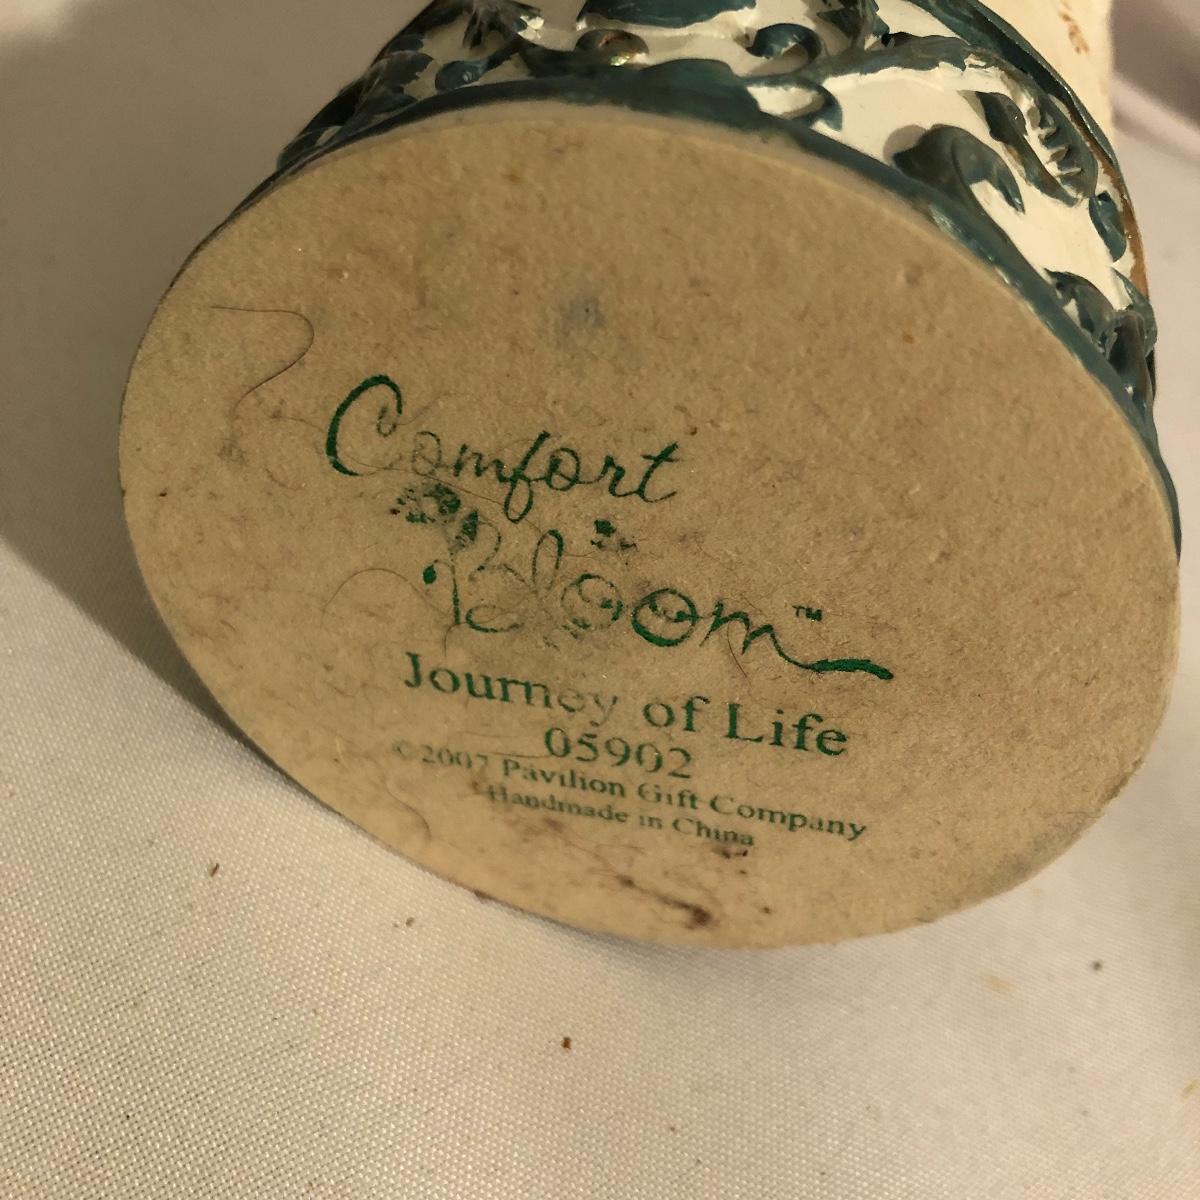 Comfort
Bloom™
Journey of Life
05902
©2007 Pavilion Gift Company
Handmade in China